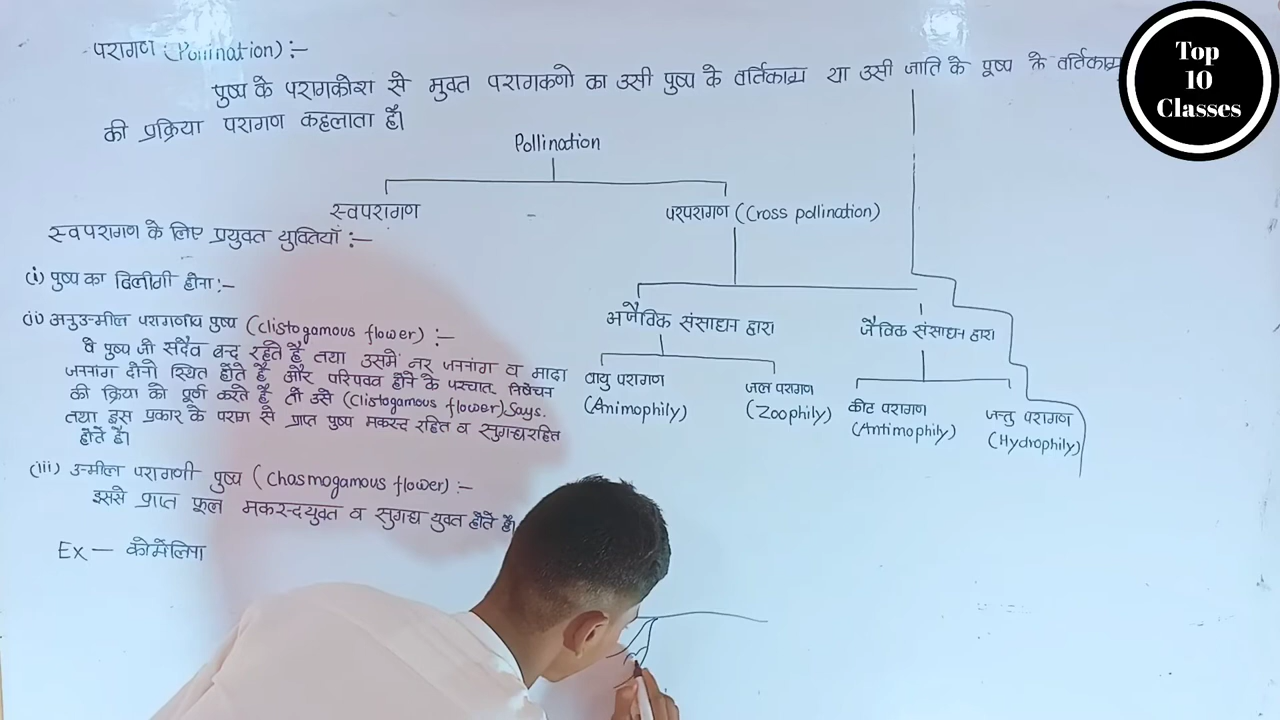 परागण (Pollination) :-
पुष्प के परागकोश से मुक्त परागकणो का उसी पुष्प के वर्तिकाग्र या उसी जाति के पुष्प के वर्तिकाग्र
की प्रक्रिया परागण कहलाता है।
Pollination
स्वपरागण
परपरागण (Cross pollination)
स्वपरागण के लिए प्रयुक्त युक्तियाँ :-
(i) पुष्प का द्विलीगी होना :-
(ii) अनुउन्मील परागणीय पुष्प (Clistogamous flower) :-
वे पुष्प जो सदैव बन्द रहते है तथा उसमें नर जननांग व मादा
जननांग दोनो स्थित होते है और परिपक्व होने के पश्चात् निषेचन
की क्रिया को पूर्ण करते है तो इसे (Clistogamous flower) Says.
तथा इस प्रकार के से प्राप्त पुष्प मकरन्द रहित व सुगन्धरहित
होते है।
(iii) उन्मील परागणी पुष्प (Chasmogamous flower) :-
इससे प्राप्त फूल मकरन्दयुक्त व सुगन्ध युक्त होते है।
Ex — कोमेलिना
अजैविक संसाधन द्वारा
जैविक संसाधन द्वारा
वायु परागण
(Animophily)
जल परागण
(Zoophily)
कीट परागण
(Antimophily)
जन्तु परागण
(Hydrophily)
Top
10
Classes